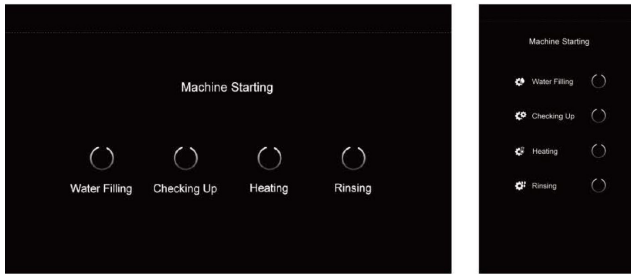 Machine Starting
Water Filling Checking Up Heating Rinsing
Machine Starting
Water Filling
Checking Up
Heating
Rinsing